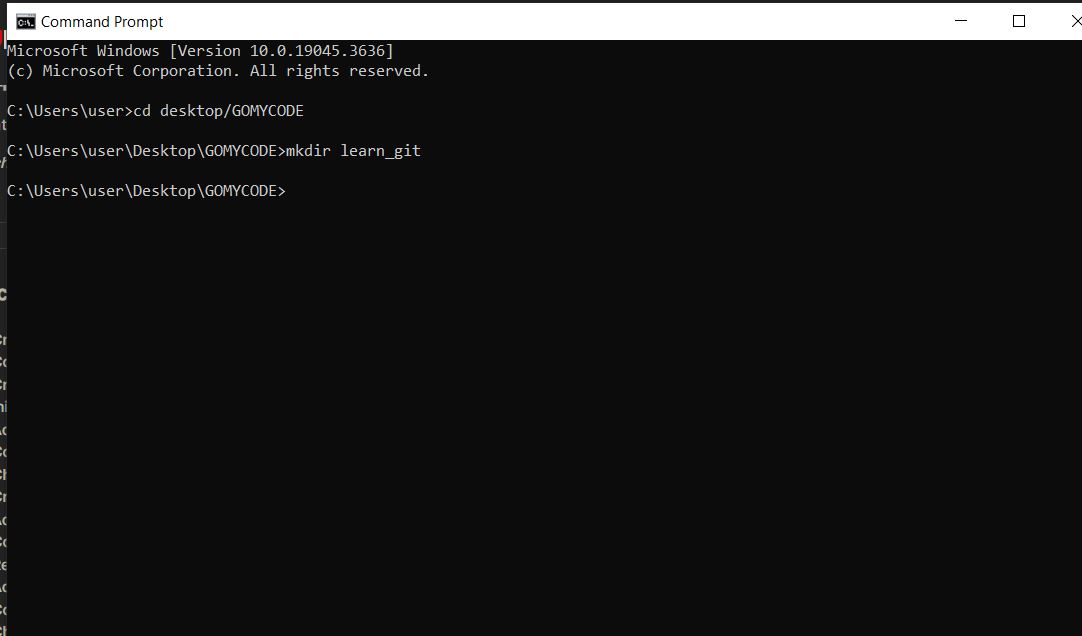 Command Prompt
Microsoft Windows [Version 10.0.19045.3636]
(c) Microsoft Corporation. All rights reserved.
C:\Users\user>cd desktop/GOMYCODE
C:\Users\user\Desktop\GOMYCODE>mkdir learn_git
C:\Users\user\Desktop\GOMYCODE>